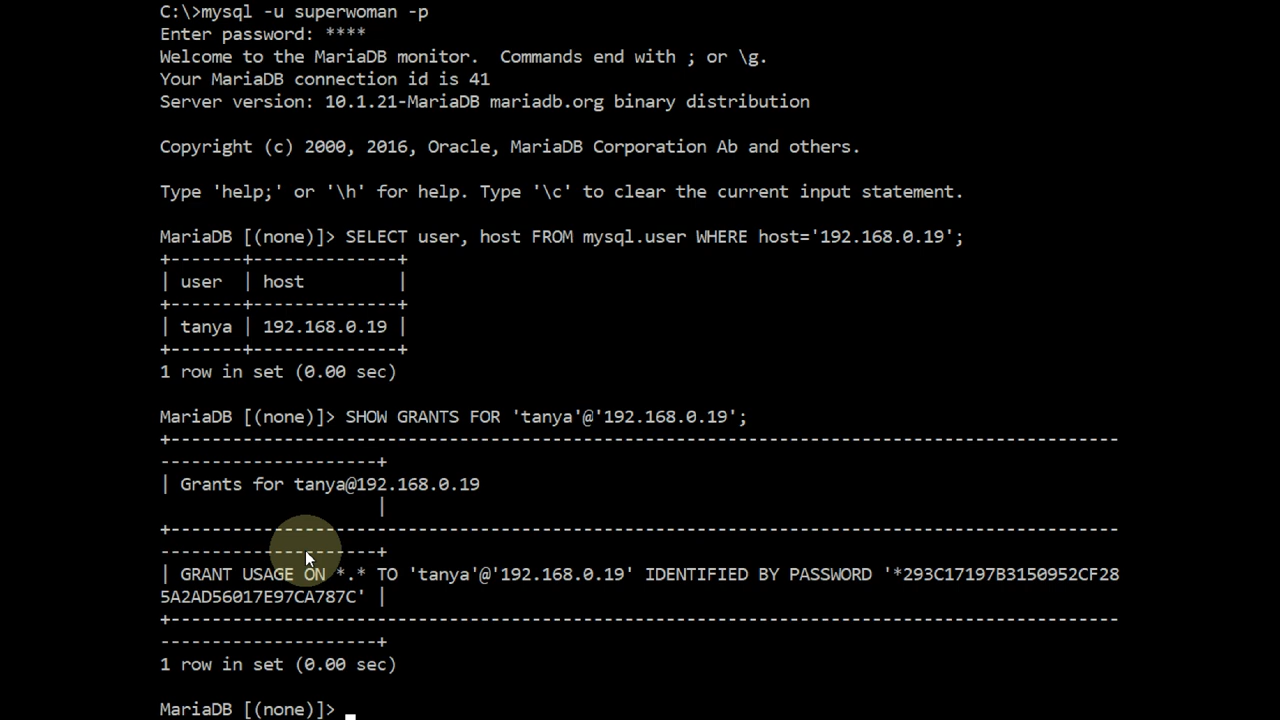 C:\>mysql -u superwoman -p
Enter password: ****
Welcome to the MariaDB monitor.  Commands end with ; or \g.
Your MariaDB connection id is 41
Server version: 10.1.21-MariaDB mariadb.org binary distribution

Copyright (c) 2000, 2016, Oracle, MariaDB Corporation Ab and others.

Type 'help;' or '\h' for help. Type '\c' to clear the current input statement.

MariaDB [(none)]> SELECT user, host FROM mysql.user WHERE host='192.168.0.19';
+-------+--------------+
| user  | host         |
+-------+--------------+
| tanya | 192.168.0.19 |
+-------+--------------+
1 row in set (0.00 sec)

MariaDB [(none)]> SHOW GRANTS FOR 'tanya'@'192.168.0.19';
+--------------------------------------------------------------------------------------------
---------------------+
| Grants for tanya@192.168.0.19
                     |
+--------------------------------------------------------------------------------------------
---------------------+
| GRANT USAGE ON *.* TO 'tanya'@'192.168.0.19' IDENTIFIED BY PASSWORD '*293C17197B3150952CF28
5A2AD56017E97CA787C' |
+--------------------------------------------------------------------------------------------
---------------------+
1 row in set (0.00 sec)

MariaDB [(none)]>